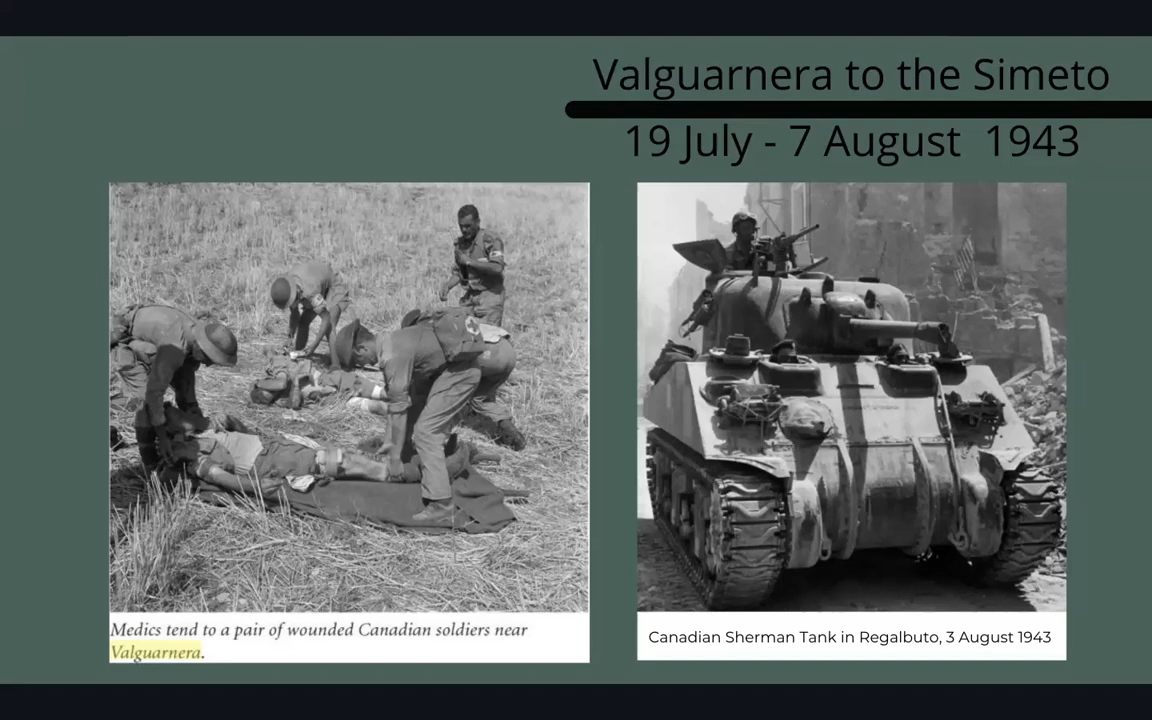 Valguarnera to the Simeto
19 July - 7 August 1943
Medics tend to a pair of wounded Canadian soldiers near
Valguarnera.
Canadian Sherman Tank in Regalbuto, 3 August 1943